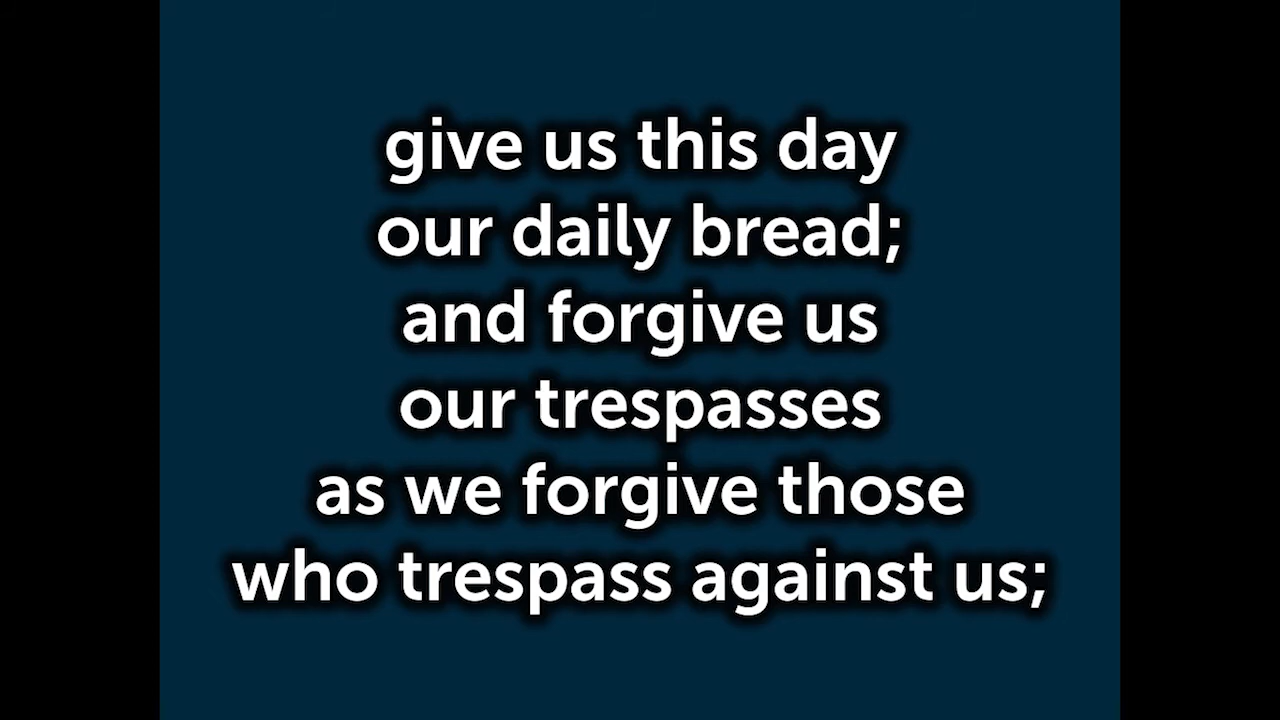 give us this day
our daily bread;
and forgive us
our trespasses
as we forgive those
who trespass against us;